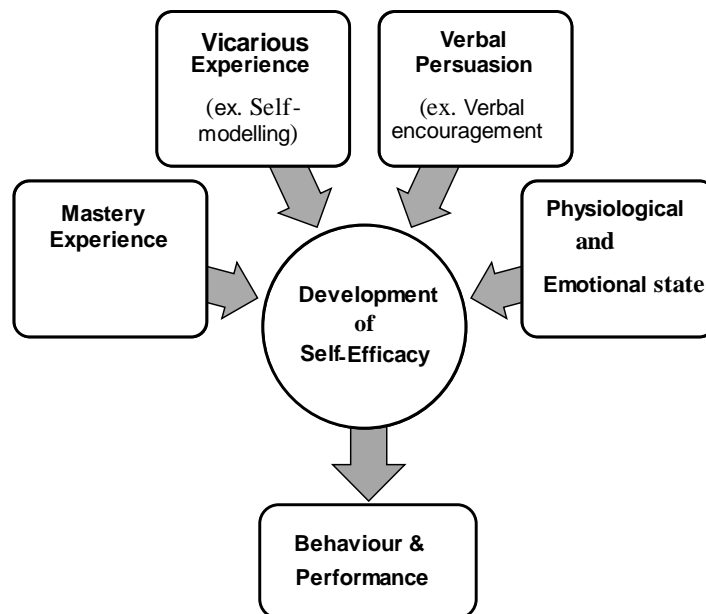 Vicarious
Experience
(ex. Self-
modelling)
Verbal
Persuasion
(ex. Verbal
encouragement
Mastery
Experience
Physiological
and
Emotional state
Development
of
Self-Efficacy
Behaviour &
Performance